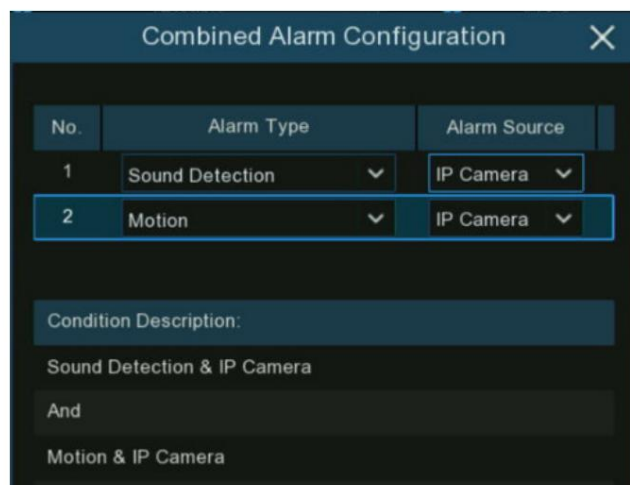 Combined Alarm Configuration
No. Alarm Type Alarm Source
1 Sound Detection IP Camera
2 Motion IP Camera
Condition Description:
Sound Detection & IP Camera
And
Motion & IP Camera